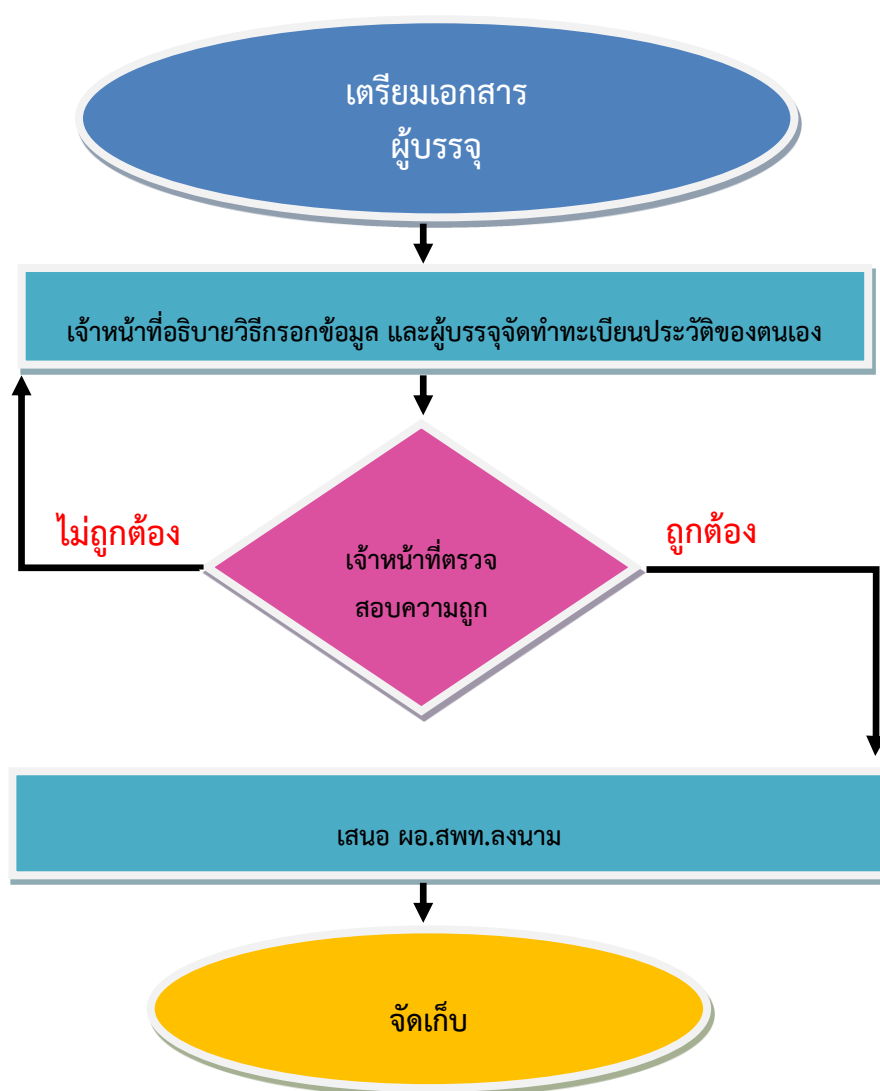 เตรียมเอกสาร
ผู้บรรจุ
เจ้าหน้าที่อธิบายวิธีกรอกข้อมูล และผู้บรรจุจัดทำทะเบียนประวัติของตนเอง
ไม่ถูกต้อง
ถูกต้อง
เจ้าหน้าที่ตรวจ
สอบความถูก
เสนอ ผอ.สพท.ลงนาม
จัดเก็บ